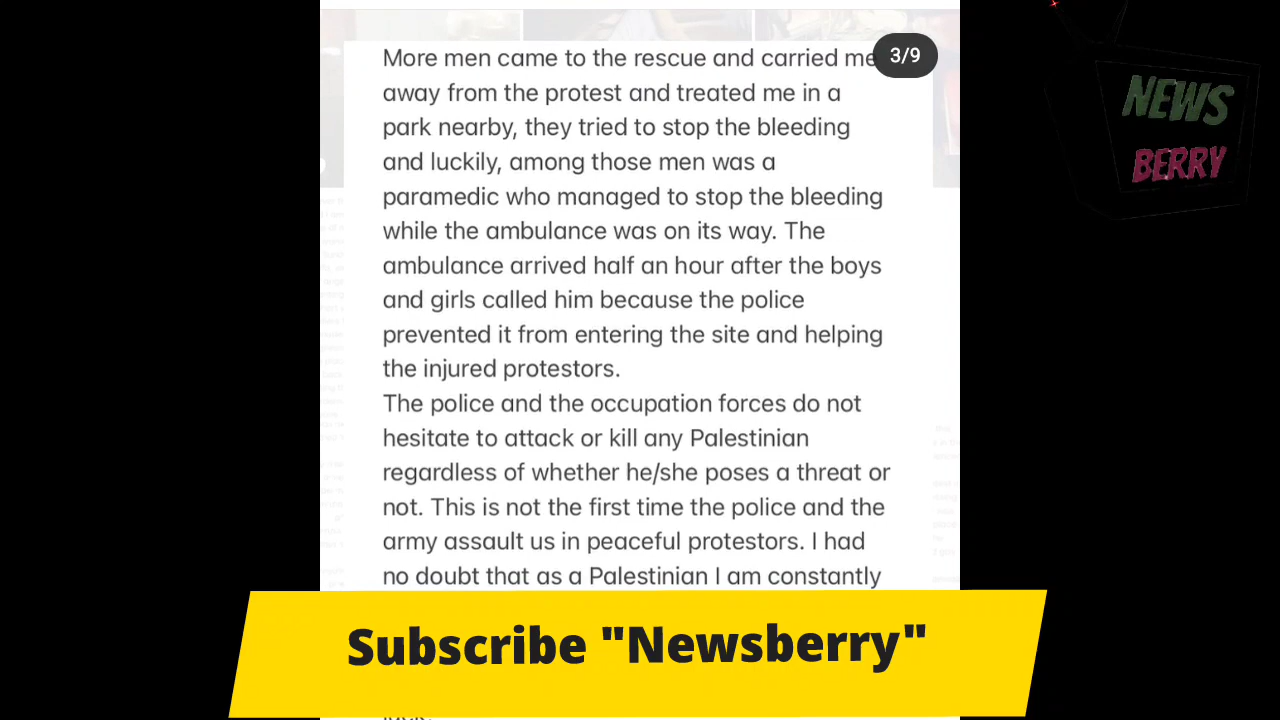 More men came to the rescue and carried me
3/9
away from the protest and treated me in a
park nearby, they tried to stop the bleeding
and luckily, among those men was a
paramedic who managed to stop the bleeding
while the ambulance was on its way. The
ambulance arrived half an hour after the boys
and girls called him because the police
prevented it from entering the site and helping
the injured protestors.
The police and the occupation forces do not
hesitate to attack or kill any Palestinian
regardless of whether he/she poses a threat or
not. This is not the first time the police and the
army assault us in peaceful protestors. I had
no doubt that as a Palestinian I am constantly
Subscribe "Newsberry"
NEWS
BERRY